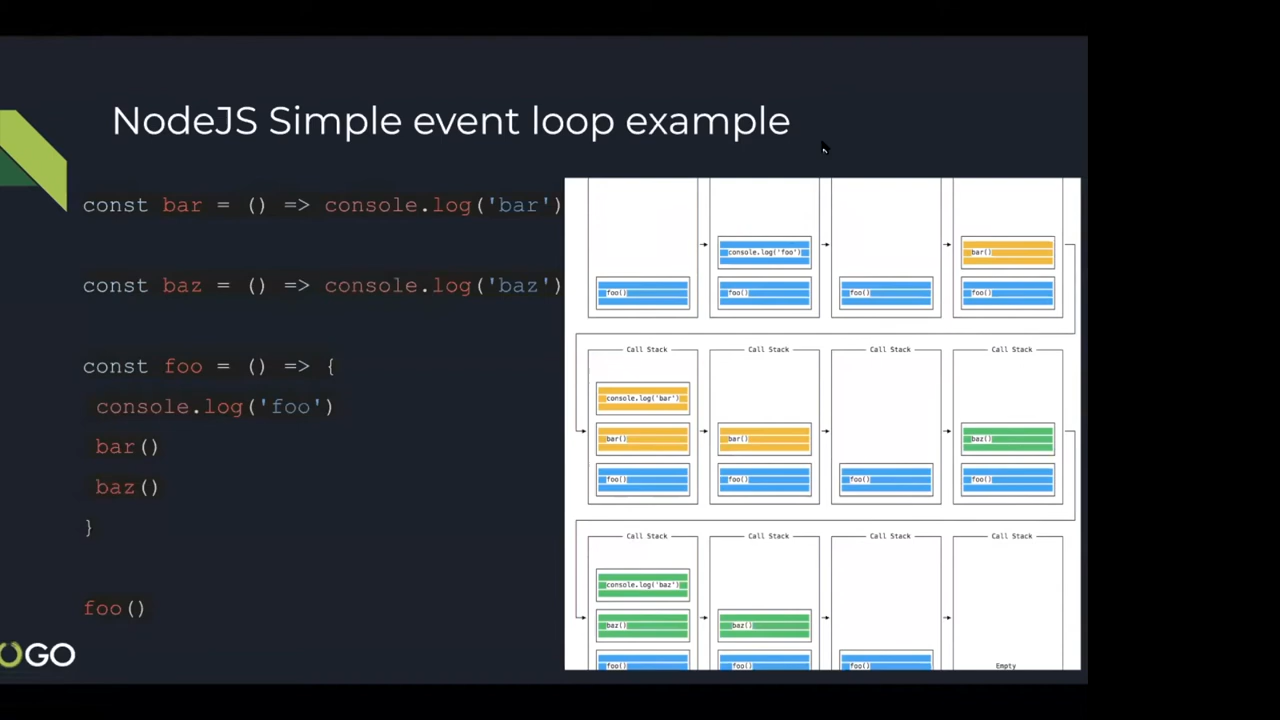 NodeJS Simple event loop example
const bar = () => console.log('bar')
const baz = () => console.log('baz')
const foo = () => {
console.log('foo')
bar()
baz()
}
foo()
console.log('foo') bar()
foo() foo() foo() foo()
Call Stack Call Stack Call Stack Call Stack
console.log('bar')
bar() bar() baz()
foo() foo() foo() foo()
Call Stack Call Stack Call Stack Call Stack
console.log('baz')
baz() baz()
foo() foo() foo() Empty
GO